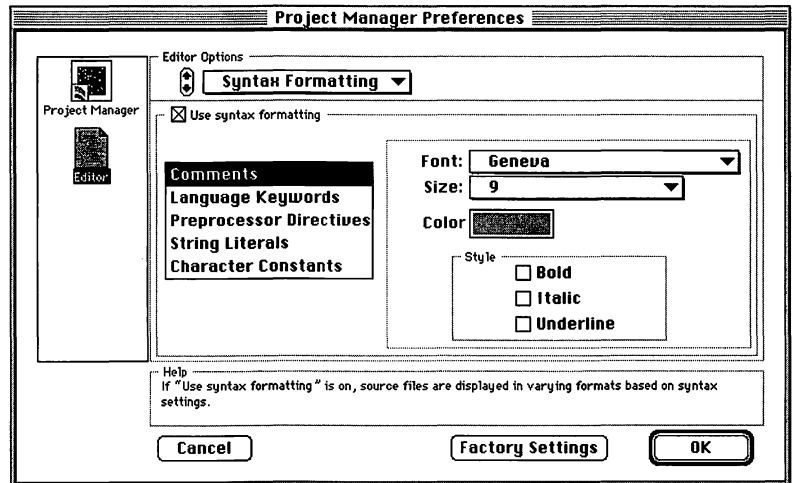 Project Manager Preferences
Project Manager
Editor
Editor Options
Syntax Formatting
Use syntax formatting
Comments
Language Keywords
Preprocessor Directives
String Literals
Character Constants
Font: Geneva
Size: 9
Color
Style
Bold
Italic
Underline
Help
If "Use syntax formatting" is on, source files are displayed in varying formats based on syntax
settings.
Cancel
Factory Settings
OK